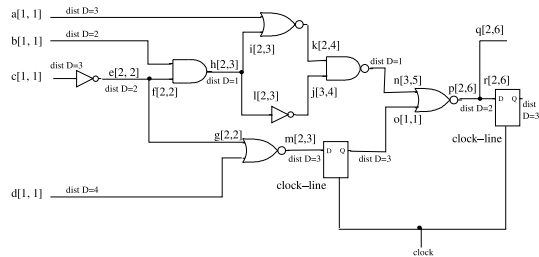 a[1, 1] dist D=3
b[1, 1] dist D=2
c[1, 1] dist D=3
e[2, 2] dist D=2
f[2,2]
h[2,3] dist D=1
i[2,3]
k[2,4]
l[2,3]
j[3,4]
dist D=1
n[3,5]
o[1,1]
p[2,6] dist D=2
q[2,6]
r[2,6]
D Q
dist D=3
clock-line
g[2,2]
m[2,3] dist D=3
D Q
dist D=3
clock-line
d[1, 1] dist D=4
clock